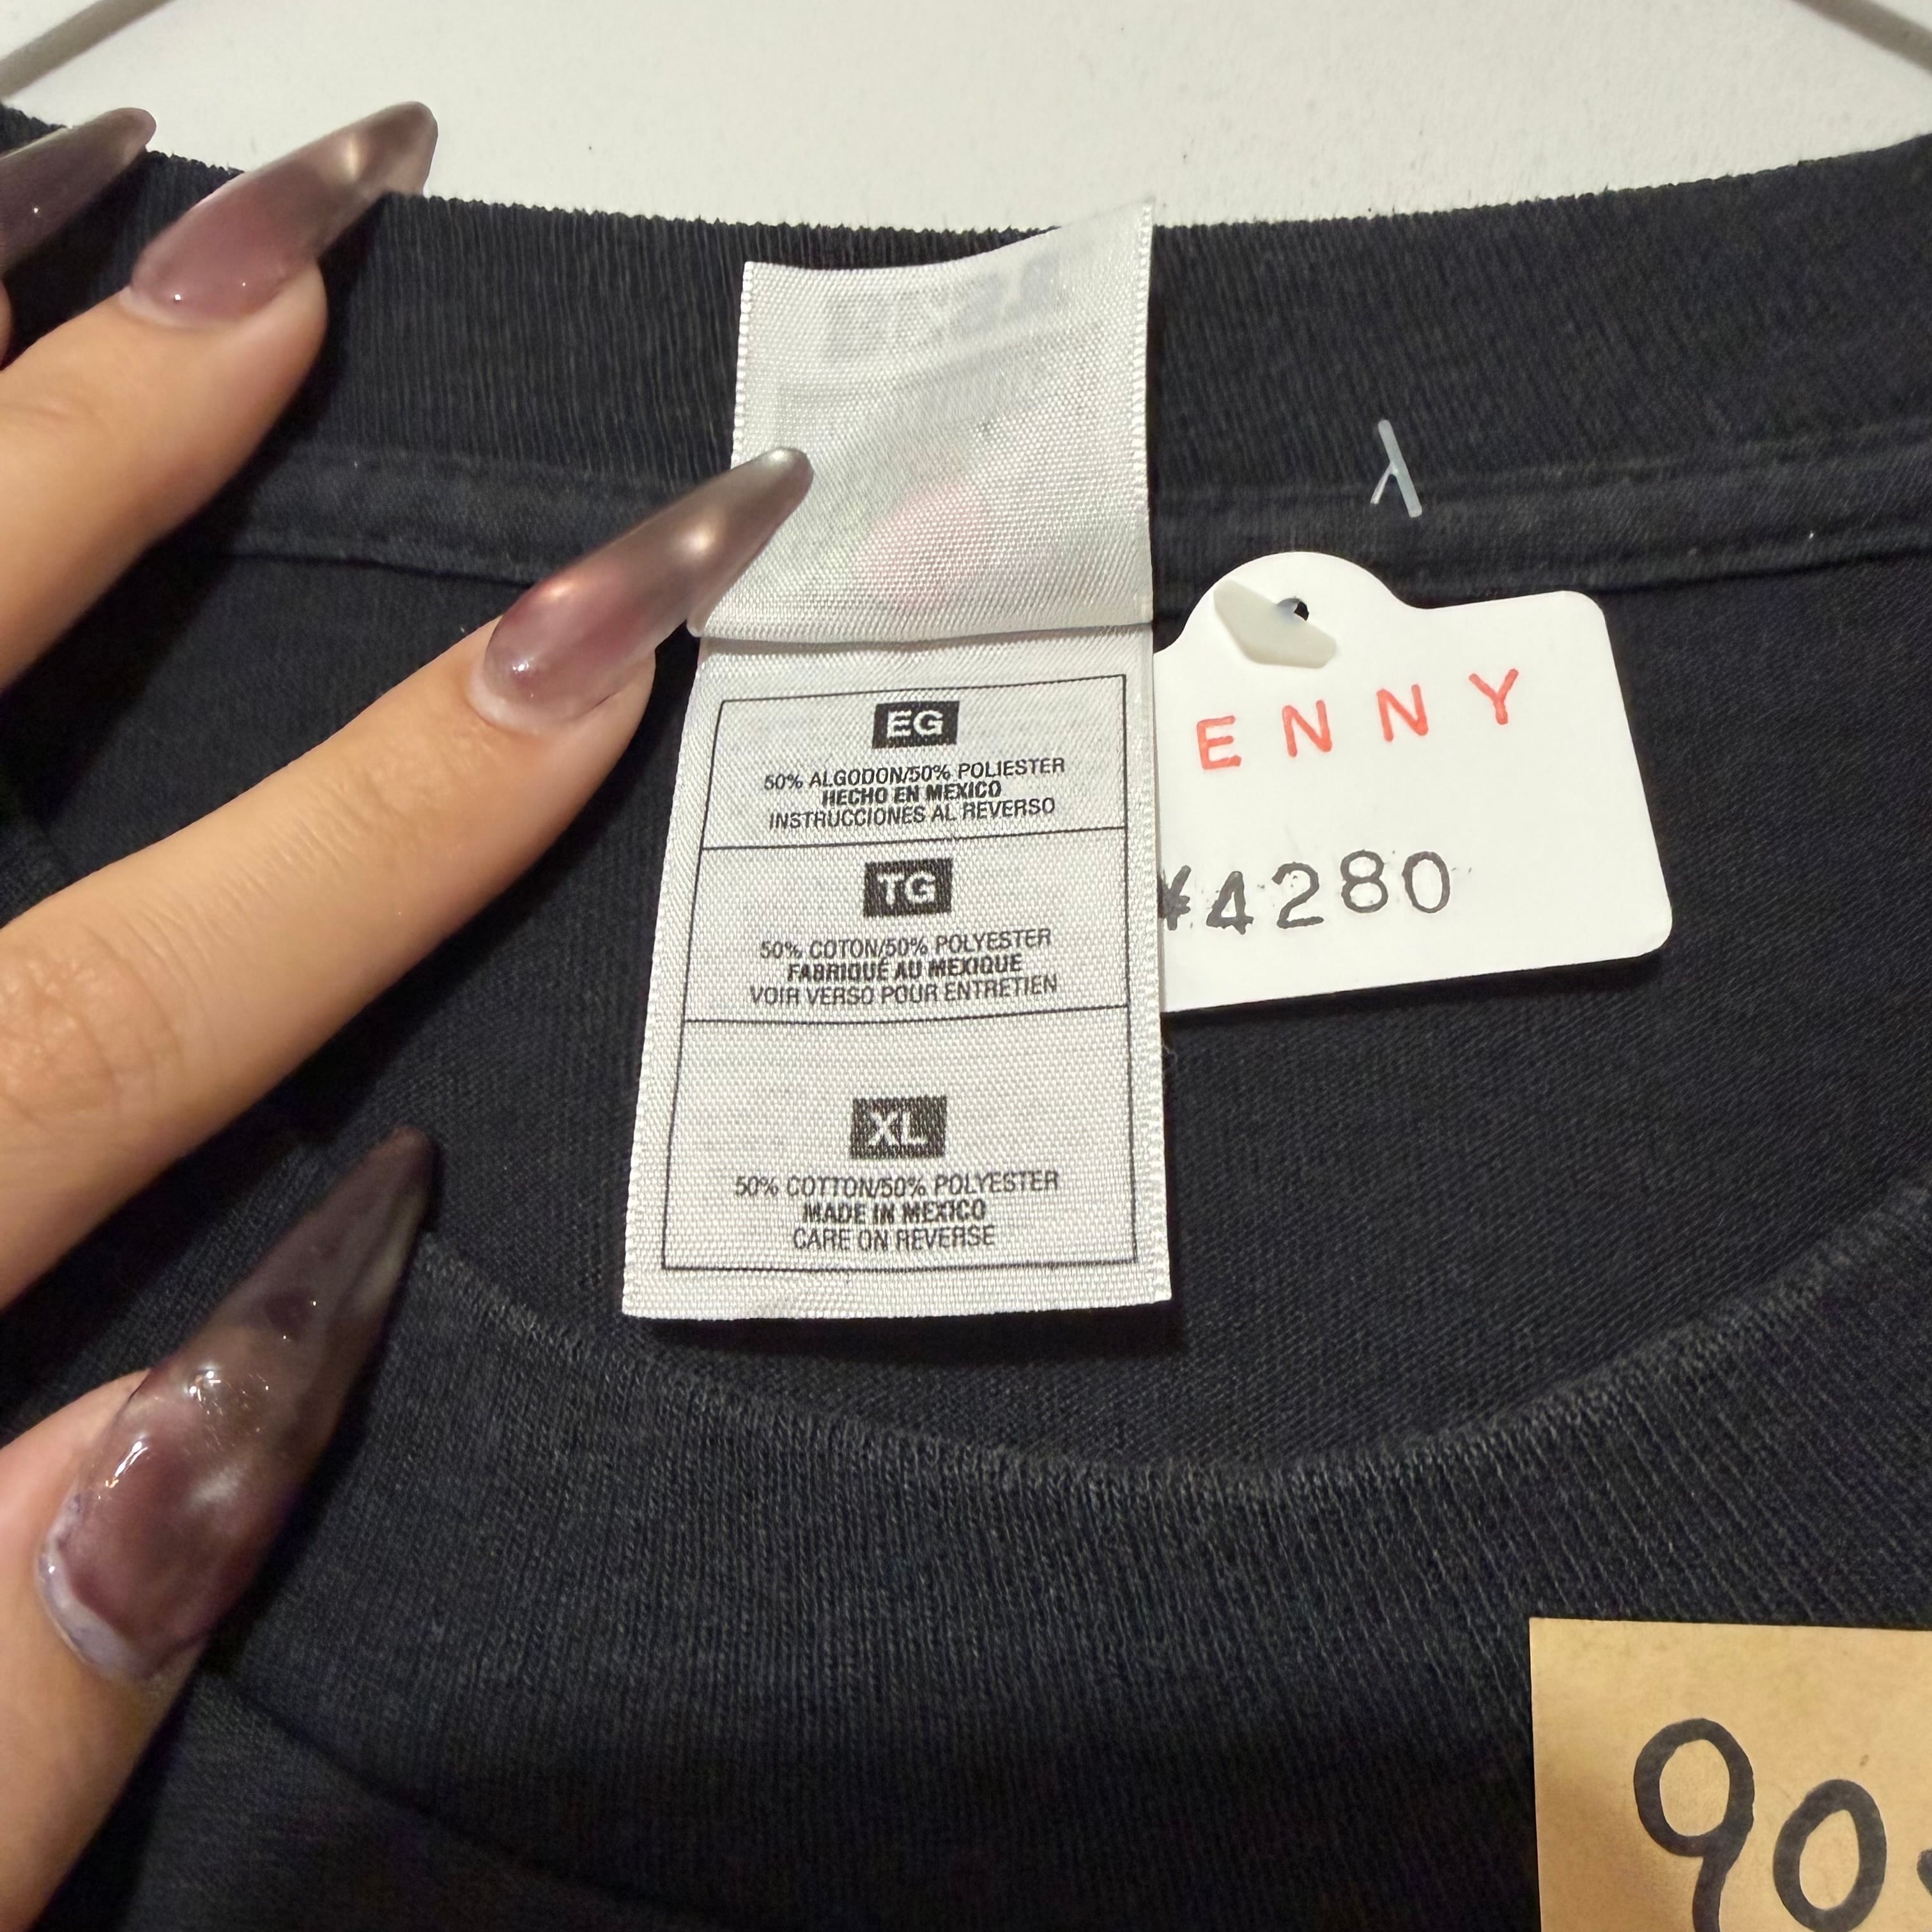 EG
50% ALGODON/50% POLIESTER
HECHO EN MEXICO
INSTRUCCIONES AL REVERSO
TG
50% COTON/50% POLYESTER
FABRIQUÉ AU MEXIQUE
VOIR VERSO POUR ENTRETIEN
XL
50% COTTON/50% POLYESTER
MADE IN MEXICO
CARE ON REVERSE
ENNY
¥4280
90